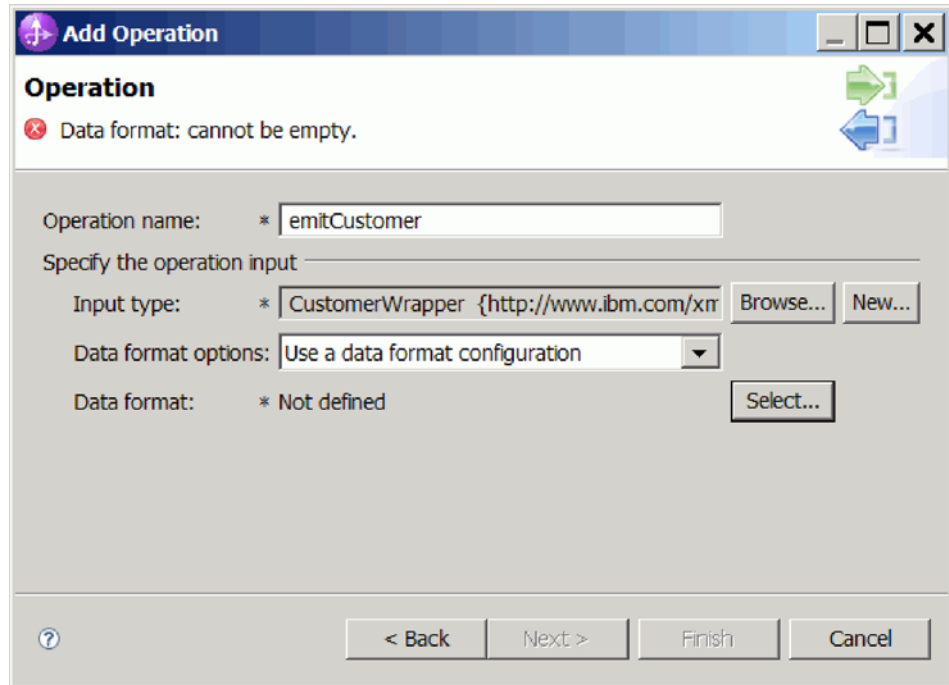 Add Operation
Operation
Data format: cannot be empty.
Operation name: * emitCustomer
Specify the operation input
Input type: * CustomerWrapper {http://www.ibm.com/xm Browse... New...
Data format options: Use a data format configuration
Data format: * Not defined Select...
? < Back Next > Finish Cancel